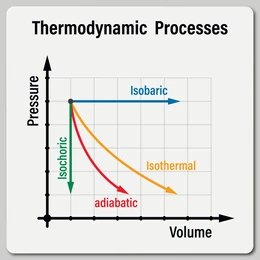 Thermodynamic Processes
Pressure
Isobaric
Isochoric
Isothermal
adiabatic
Volume